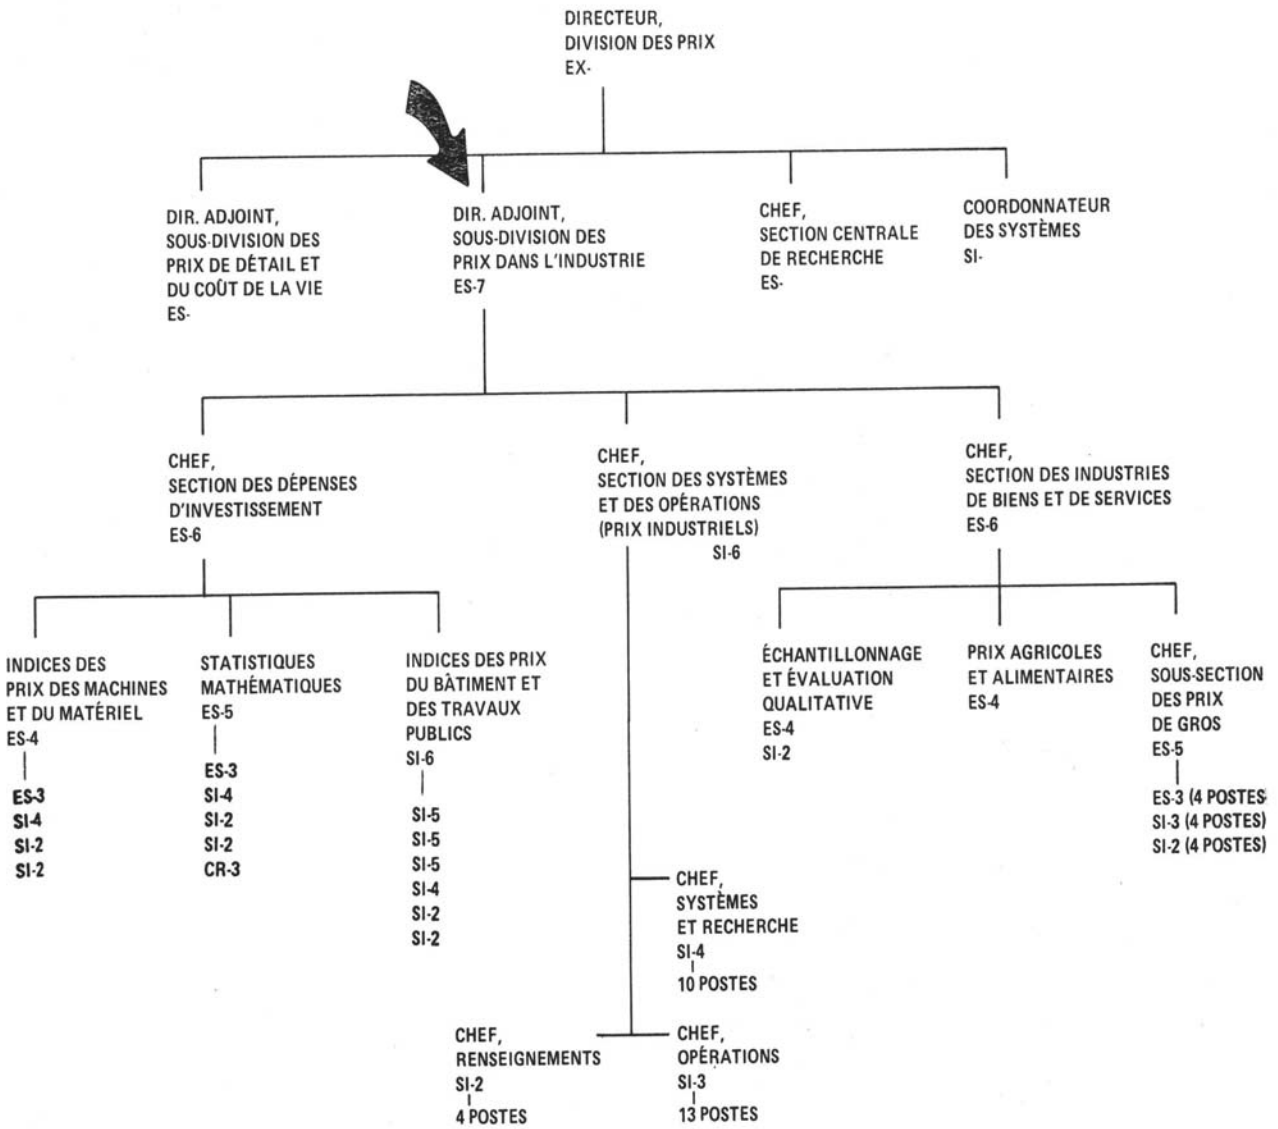 DIRECTEUR,
DIVISION DES PRIX
EX-
DIR. ADJOINT,
SOUS-DIVISION DES
PRIX DE DÉTAIL ET
DU COÛT DE LA VIE
ES-
DIR. ADJOINT,
SOUS-DIVISION DES
PRIX DANS L'INDUSTRIE
ES-7
CHEF,
SECTION CENTRALE
DE RECHERCHE
ES-
COORDONNATEUR
DES SYSTÈMES
SI-
CHEF,
SECTION DES DÉPENSES
D'INVESTISSEMENT
ES-6
CHEF,
SECTION DES SYSTÈMES
ET DES OPÉRATIONS
(PRIX INDUSTRIELS)
SI-6
CHEF,
SECTION DES INDUSTRIES
DE BIENS ET DE SERVICES
ES-6
INDICES DES
PRIX DES MACHINES
ET DU MATÉRIEL
ES-4
ES-3
SI-4
SI-2
SI-2
STATISTIQUES
MATHÉMATIQUES
ES-5
ES-3
SI-4
SI-2
SI-2
CR-3
INDICES DES PRIX
DU BÂTIMENT ET
DES TRAVAUX
PUBLICS
SI-6
SI-5
SI-5
SI-5
SI-4
SI-2
SI-2
ÉCHANTILLONNAGE
ET ÉVALUATION
QUALITATIVE
ES-4
SI-2
PRIX AGRICOLES
ET ALIMENTAIRES
ES-4
CHEF,
SOUS-SECTION
DES PRIX
DE GROS
ES-5
ES-3 (4 POSTES
SI-3 (4 POSTES)
SI-2 (4 POSTES)
CHEF,
SYSTÈMES
ET RECHERCHE
SI-4
10 POSTES
CHEF,
RENSEIGNEMENTS
SI-2
4 POSTES
CHEF,
OPÉRATIONS
SI-3
13 POSTES